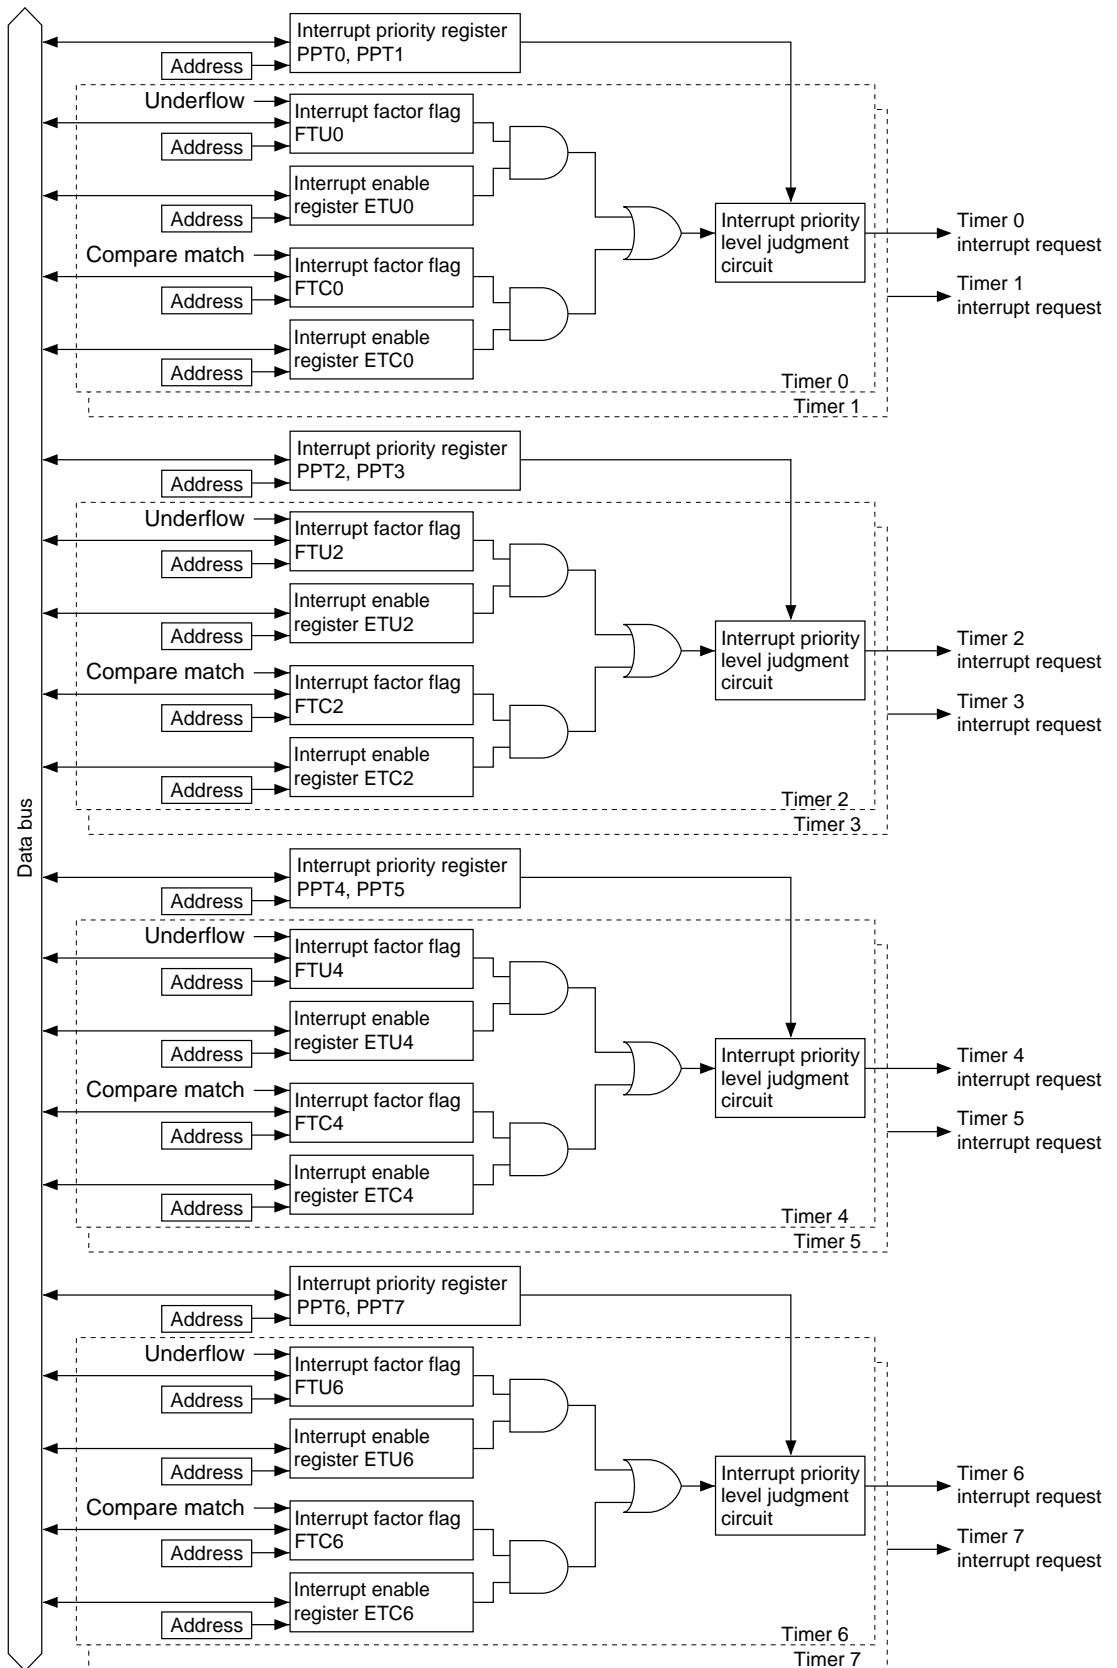 Interrupt priority register
PPT0, PPT1
Address
Underflow
Interrupt factor flag
FTU0
Address
Interrupt enable
register ETU0
Address
Compare match
Interrupt factor flag
FTC0
Address
Interrupt enable
register ETC0
Address
Interrupt priority
level judgment
circuit
Timer 0
interrupt request
Timer 1
interrupt request
Timer 0
Timer 1
Interrupt priority register
PPT2, PPT3
Address
Underflow
Interrupt factor flag
FTU2
Address
Interrupt enable
register ETU2
Address
Compare match
Interrupt factor flag
FTC2
Address
Interrupt enable
register ETC2
Address
Interrupt priority
level judgment
circuit
Timer 2
interrupt request
Timer 3
interrupt request
Timer 2
Timer 3
Data bus
Interrupt priority register
PPT4, PPT5
Address
Underflow
Interrupt factor flag
FTU4
Address
Interrupt enable
register ETU4
Address
Compare match
Interrupt factor flag
FTC4
Address
Interrupt enable
register ETC4
Address
Interrupt priority
level judgment
circuit
Timer 4
interrupt request
Timer 5
interrupt request
Timer 4
Timer 5
Interrupt priority register
PPT6, PPT7
Address
Underflow
Interrupt factor flag
FTU6
Address
Interrupt enable
register ETU6
Address
Compare match
Interrupt factor flag
FTC6
Address
Interrupt enable
register ETC6
Address
Interrupt priority
level judgment
circuit
Timer 6
interrupt request
Timer 7
interrupt request
Timer 6
Timer 7